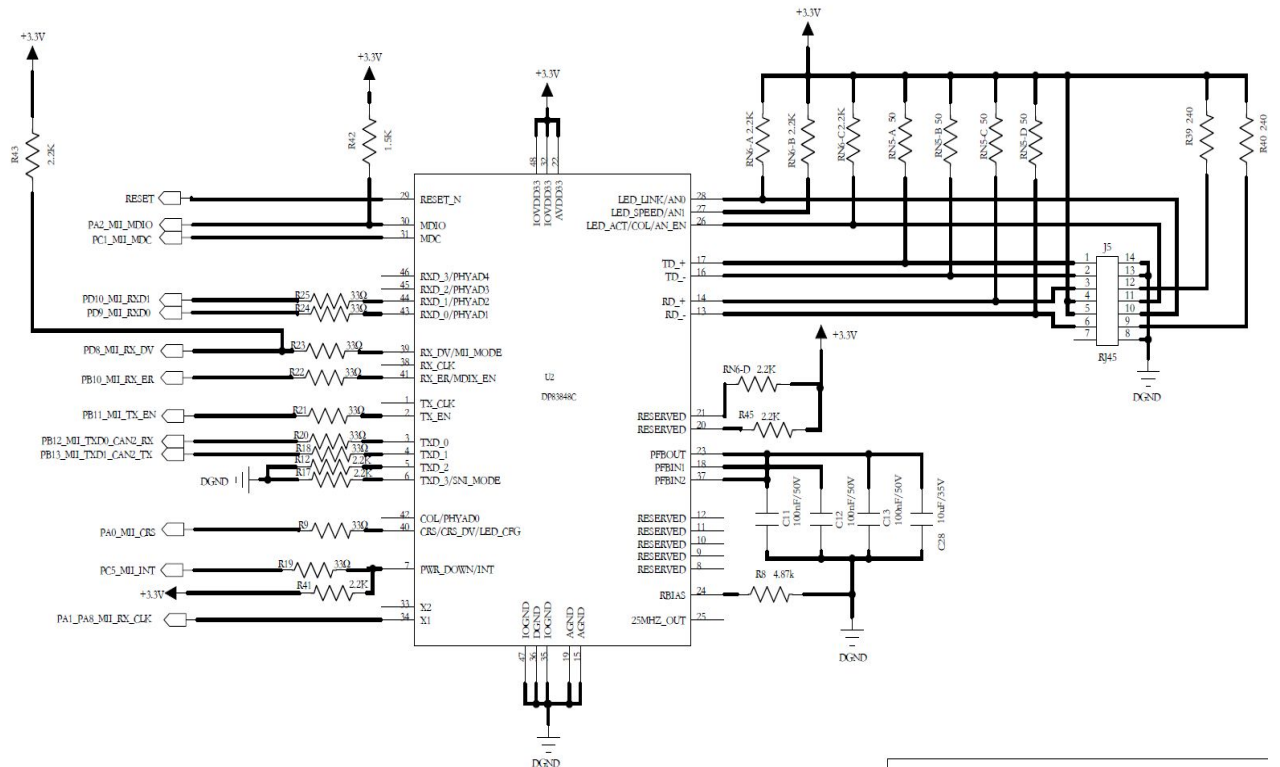 +3.3V
+3.3V
+3.3V
+3.3V
R43
2.2K
R42
1.5K
RN6-A 2.2K
RN6-B 2.2K
RN6-C 2.2K
RN5-A 50
RN5-B 50
RN5-C 50
RN5-D 50
R39 240
R40 240
48
32
22
IOVDD33
IOVDD33
AVDD33
RESET 29 RESET_N
PA2_MII_MDIO 30 MDIO
PC1_MII_MDC 31 MDC
46 RXD_3/PHYAD4
45 RXD_2/PHYAD3
PD10_MII_RXD1 R25 33Ω 44 RXD_1/PHYAD2
PD9_MII_RXD0 R24 33Ω 43 RXD_0/PHYAD1
PD8_MII_RX_DV R23 33Ω 39 RX_DV/MII_MODE
38 RX_CLK
PB10_MII_RX_ER R22 33Ω 41 RX_ER/MDIX_EN
1 TX_CLK
PB11_MII_TX_EN R21 33Ω 2 TX_EN
PB12_MII_TXD0_CAN2_RX R20 33Ω 3 TXD_0
PB13_MII_TXD1_CAN2_TX R18 33Ω 4 TXD_1
R12 2.2K 5 TXD_2
DGND R17 2.2K 6 TXD_3/SNI_MODE
42 COL/PHYAD0
PA0_MII_CRS R9 33Ω 40 CRS/CRS_DV/LED_CFG
PC5_MII_INT R19 33Ω 7 PWR_DOWN/INT
+3.3V R41 2.2K
33 X2
PA1_PA8_MII_RX_CLK 34 X1
U2
DP83848C
LED_LINK/AN0 28
LED_SPEED/AN1 27
LED_ACT/COL/AN_EN 26
TD_+ 17
TD_- 16
RD_+ 14
RD_- 13
J5
1 14
2 13
3 12
4 11
5 10
6 9
7 8
RJ45
DGND
+3.3V
RN6-D 2.2K
RESERVED 21
R45 2.2K
RESERVED 20
PFBOUT 23
PFBIN1 18
PFBIN2 37
C11
100nF/50V
C12
100nF/50V
C13
100nF/50V
C28
10uF/35V
RESERVED 12
RESERVED 11
RESERVED 10
RESERVED 9
RESERVED 8
RBIAS 24 R8 4.87k
25MHZ_OUT 25
DGND
IOGND
DGND
IOGND
AGND
AGND
47
36
35
19
15
DGND